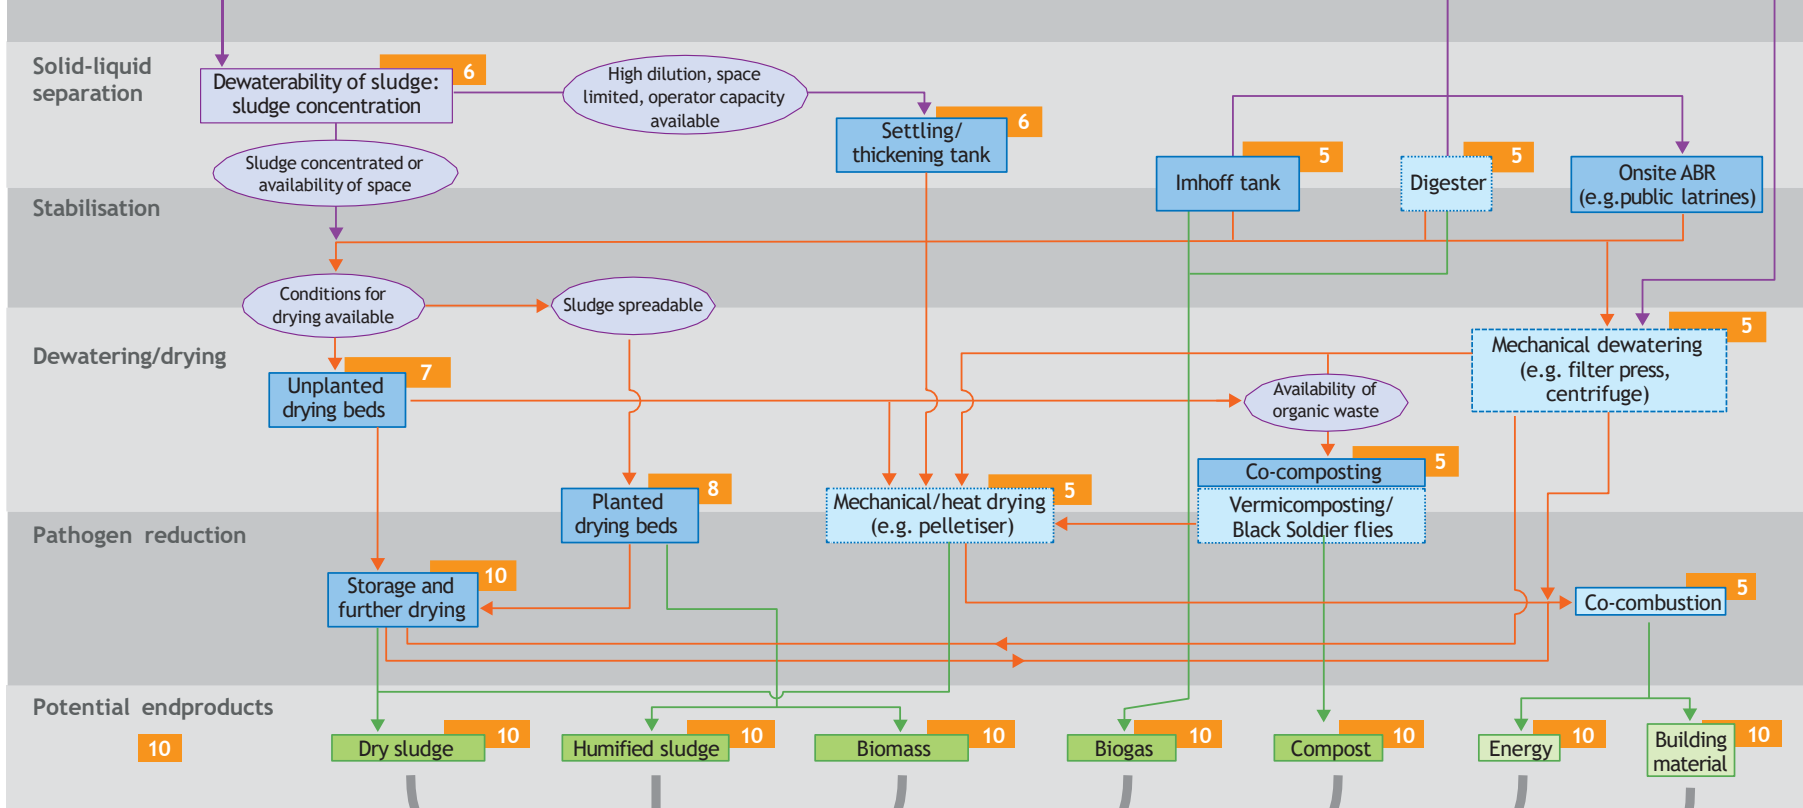 Solid-liquid
separation
Dewaterability of sludge:
sludge concentration
6
High dilution, space
limited, operator capacity
available
Settling/
thickening tank
6
Sludge concentrated or
availability of space
Imhoff tank
5
Digester
5
Onsite ABR
(e.g.public latrines)
5
Stabilisation
Conditions for
drying available
Sludge spreadable
Dewatering/drying
Mechanical dewatering
(e.g. filter press,
centrifuge)
5
Unplanted
drying beds
7
Availability of
organic waste
Co-composting
5
Vermicomposting/
Black Soldier flies
Planted
drying beds
8
Mechanical/heat drying
(e.g. pelletiser)
5
Pathogen reduction
Storage and
further drying
10
Co-combustion
5
Potential endproducts
10
Dry sludge
10
Humified sludge
10
Biomass
10
Biogas
10
Compost
10
Energy
10
Building
material
10